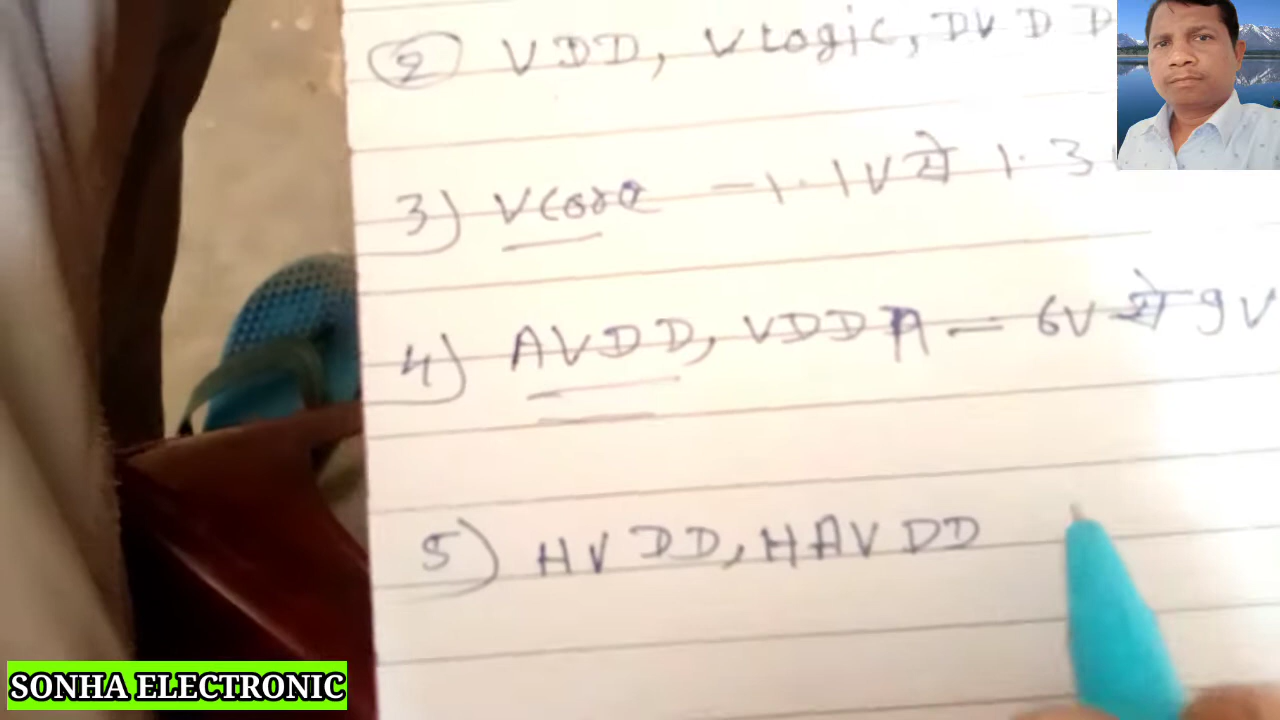 2 VDD, VLogic, DVDD
3) Vcore - 1.1V से 1.3
4) AVDD, VDDA - 6V से 9V
5) HVDD, HAVDD
SONHA ELECTRONIC